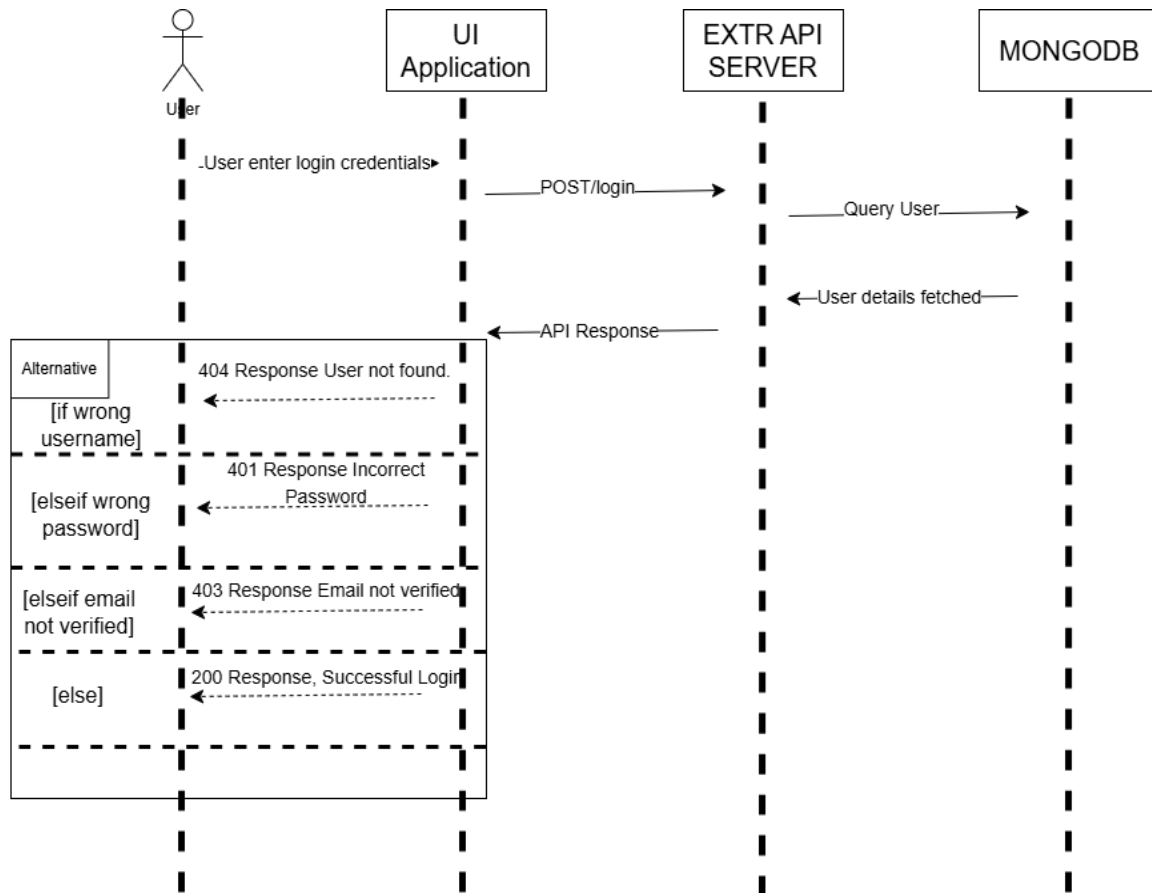 UI
Application
EXTR API
SERVER
MONGODB
User
User enter login credentials
POST/login
Query User
User details fetched
API Response
Alternative
404 Response User not found.
[if wrong
username]
401 Response Incorrect
Password
[elseif wrong
password]
403 Response Email not verified
[elseif email
not verified]
200 Response, Successful Login
[else]